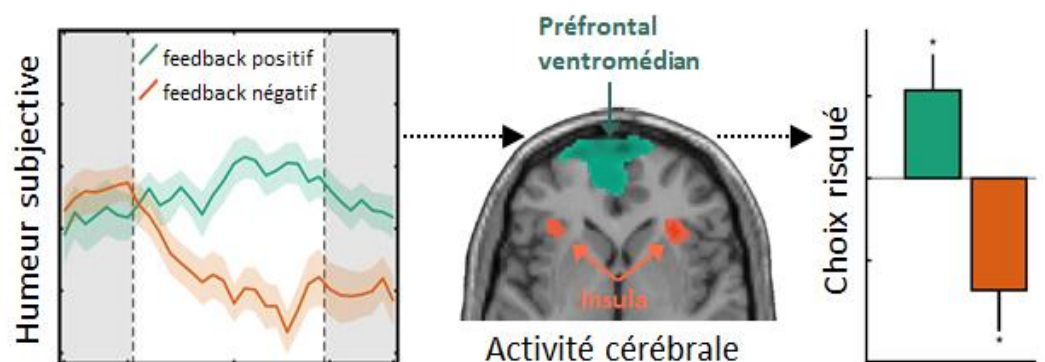 Humeur subjective
feedback positif
feedback négatif
Préfrontal
ventromédian
Insula
Activité cérébrale
Choix risqué
*
*